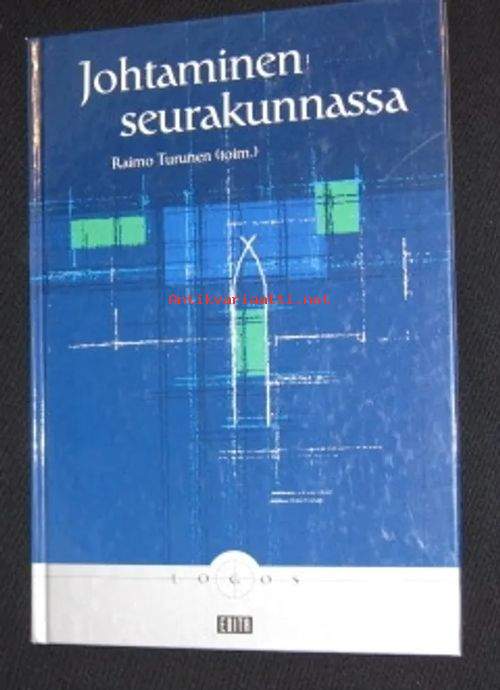 Johtaminen
seurakunnassa
Raimo Turunen (toim.)
Antikvariaatti.net
LOGOS
EDITA